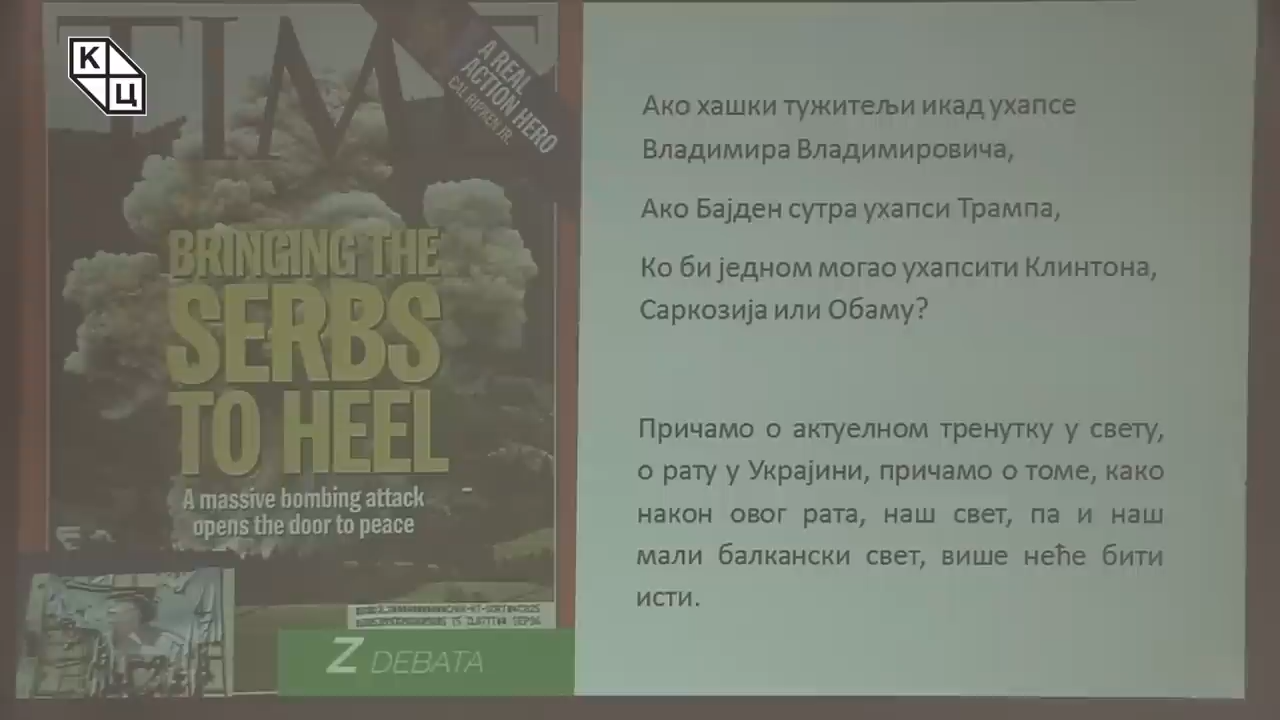 К
Ц
TIME
A REAL
ACTION HERO
CAL RIPKEN JR.
BRINGING THE
SERBS
TO HEEL
A massive bombing attack
opens the door to peace
Z DEBATA
Ако хашки тужитељи икад ухапсе
Владимира Владимировича,
Ако Бајден сутра ухапси Трампа,
Ко би једном могао ухапсити Клинтона,
Саркозија или Обаму?
Причамо о актуелном тренутку у свету,
о рату у Украјини, причамо о томе, како
након овог рата, наш свет, па и наш
мали балкански свет, више неће бити
исти.